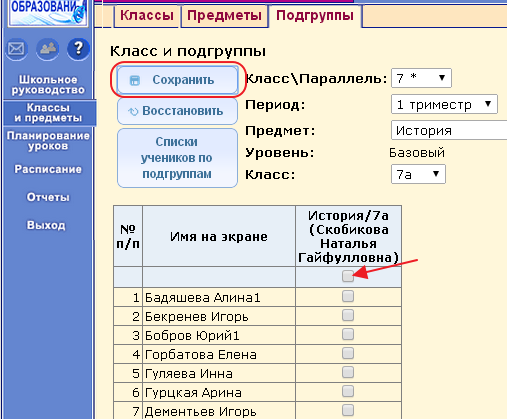 ОБРАЗОВАНИ
Классы Предметы Подгруппы
Класс и подгруппы
Сохранить Класс\Параллель: 7 *
Период: 1 триместр
Восстановить
Предмет: История
Списки
учеников по
подгруппам
Уровень: Базовый
Класс: 7а
?
Школьное
руководство
Классы
и предметы
Планирование
уроков
Расписание
Отчеты
Выход
№
п/п
Имя на экране
История/7а
(Скобикова
Наталья
Гайфулловна)
1 Бадяшева Алина1
2 Бекренев Игорь
3 Бобров Юрий1
4 Горбатова Елена
5 Гуляева Инна
6 Гурцкая Арина
7 Дементьев Игорь